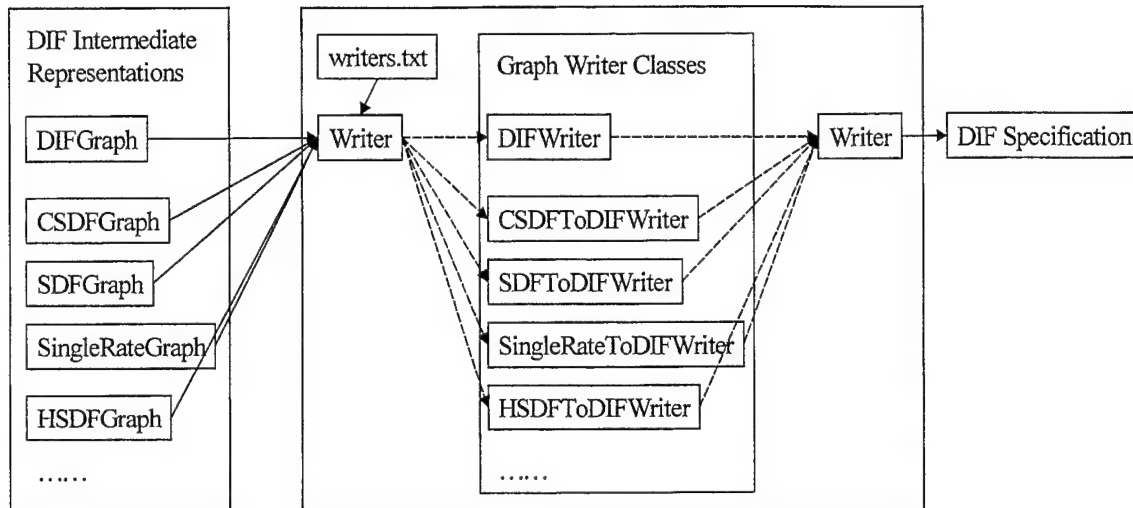 DIF Intermediate
Representations
DIFGraph
CSDFGraph
SDFGraph
SingleRateGraph
HSDFGraph
……
writers.txt
Writer
Graph Writer Classes
DIFWriter
CSDFToDIFWriter
SDFToDIFWriter
SingleRateToDIFWriter
HSDFToDIFWriter
……
Writer
DIF Specification